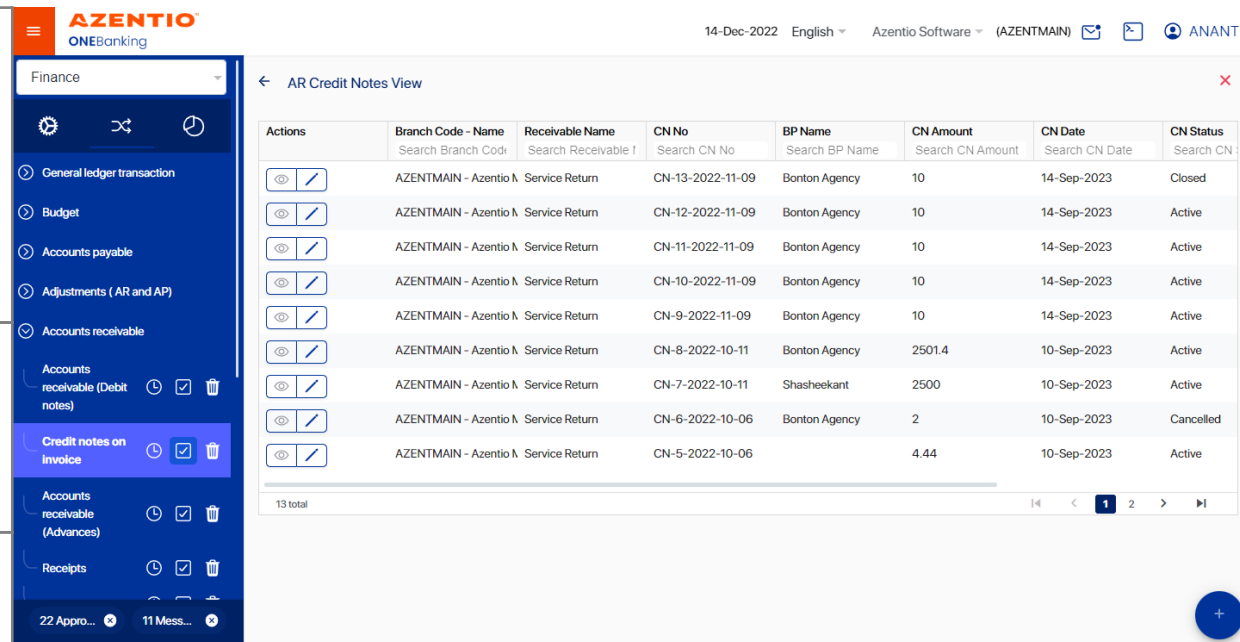 AZENTIO
ONEBanking
14-Dec-2022 English Azentio Software (AZENTMAIN) ANANT
Finance
General ledger transaction
Budget
Accounts payable
Adjustments ( AR and AP)
Accounts receivable
Accounts
receivable (Debit
notes)
Credit notes on
invoice
Accounts
receivable
(Advances)
Receipts
22 Appro...
11 Mess...
AR Credit Notes View
Actions Branch Code - Name Receivable Name CN No BP Name CN Amount CN Date CN Status
Search Branch Code Search Receivable Search CN No Search BP Name Search CN Amount Search CN Date Search CN
AZENTMAIN - Azentio Service Return CN-13-2022-11-09 Bonton Agency 10 14-Sep-2023 Closed
AZENTMAIN - Azentio Service Return CN-12-2022-11-09 Bonton Agency 10 14-Sep-2023 Active
AZENTMAIN - Azentio Service Return CN-11-2022-11-09 Bonton Agency 10 14-Sep-2023 Active
AZENTMAIN - Azentio Service Return CN-10-2022-11-09 Bonton Agency 10 14-Sep-2023 Active
AZENTMAIN - Azentio Service Return CN-9-2022-11-09 Bonton Agency 10 14-Sep-2023 Active
AZENTMAIN - Azentio Service Return CN-8-2022-10-11 Bonton Agency 2501.4 10-Sep-2023 Active
AZENTMAIN - Azentio Service Return CN-7-2022-10-11 Shasheekant 2500 10-Sep-2023 Active
AZENTMAIN - Azentio Service Return CN-6-2022-10-06 Bonton Agency 2 10-Sep-2023 Cancelled
AZENTMAIN - Azentio Service Return CN-5-2022-10-06 4.44 10-Sep-2023 Active
13 total
1 2